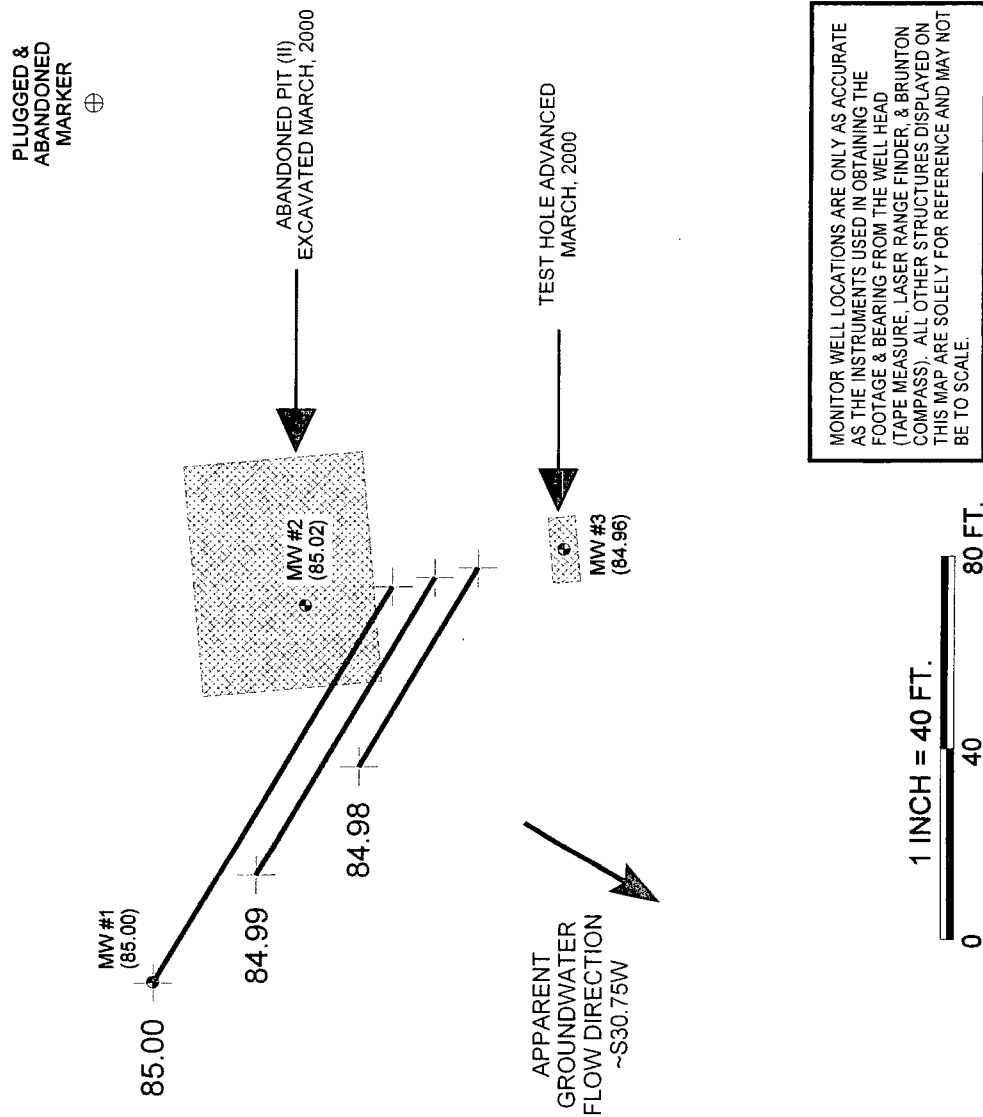 PLUGGED &
ABANDONED
MARKER
ABANDONED PIT (II)
EXCAVATED MARCH, 2000
TEST HOLE ADVANCED
MARCH, 2000
MW #2
(85.02)
MW #3
(84.96)
MW #1
(85.00)
85.00
84.99
84.98
APPARENT
GROUNDWATER
FLOW DIRECTION
~S30.75W
1 INCH = 40 FT.
0 40 80 FT.
MONITOR WELL LOCATIONS ARE ONLY AS ACCURATE
AS THE INSTRUMENTS USED IN OBTAINING THE
FOOTAGE & BEARING FROM THE WELL HEAD
(TAPE MEASURE, LASER RANGE FINDER, & BRUNTON
COMPASS). ALL OTHER STRUCTURES DISPLAYED ON
THIS MAP ARE SOLELY FOR REFERENCE AND MAY NOT
BE TO SCALE.